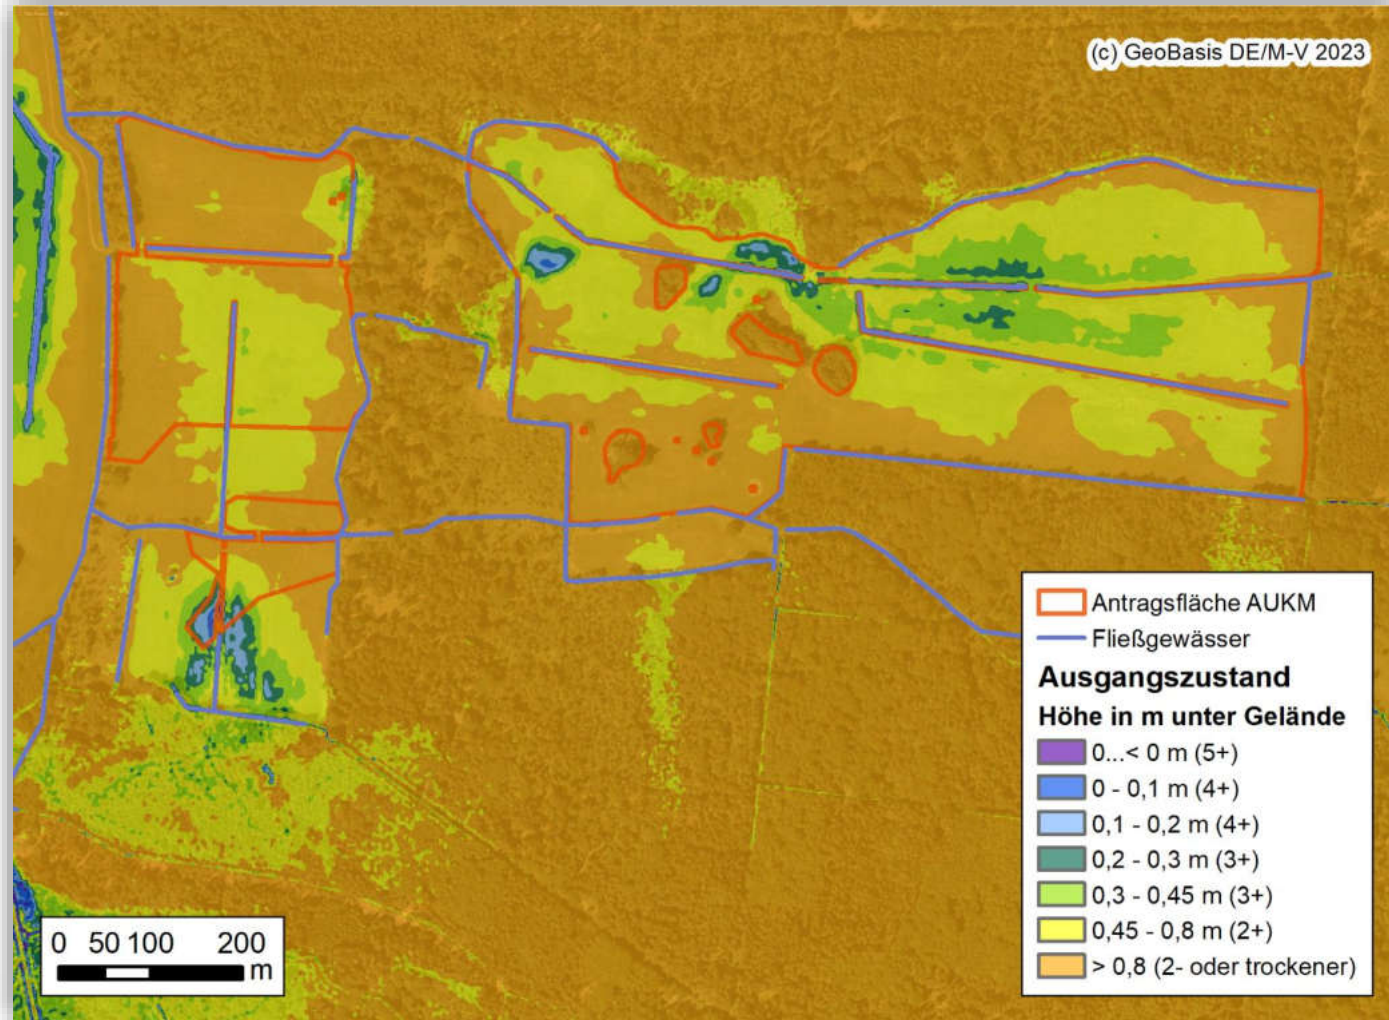 (c) GeoBasis DE/M-V 2023
Antragsfläche AUKM
Fließgewässer
Ausgangszustand
Höhe in m unter Gelände
0...< 0 m (5+)
0 - 0,1 m (4+)
0,1 - 0,2 m (4+)
0,2 - 0,3 m (3+)
0,3 - 0,45 m (3+)
0,45 - 0,8 m (2+)
> 0,8 (2- oder trockener)
0 50 100 200
m